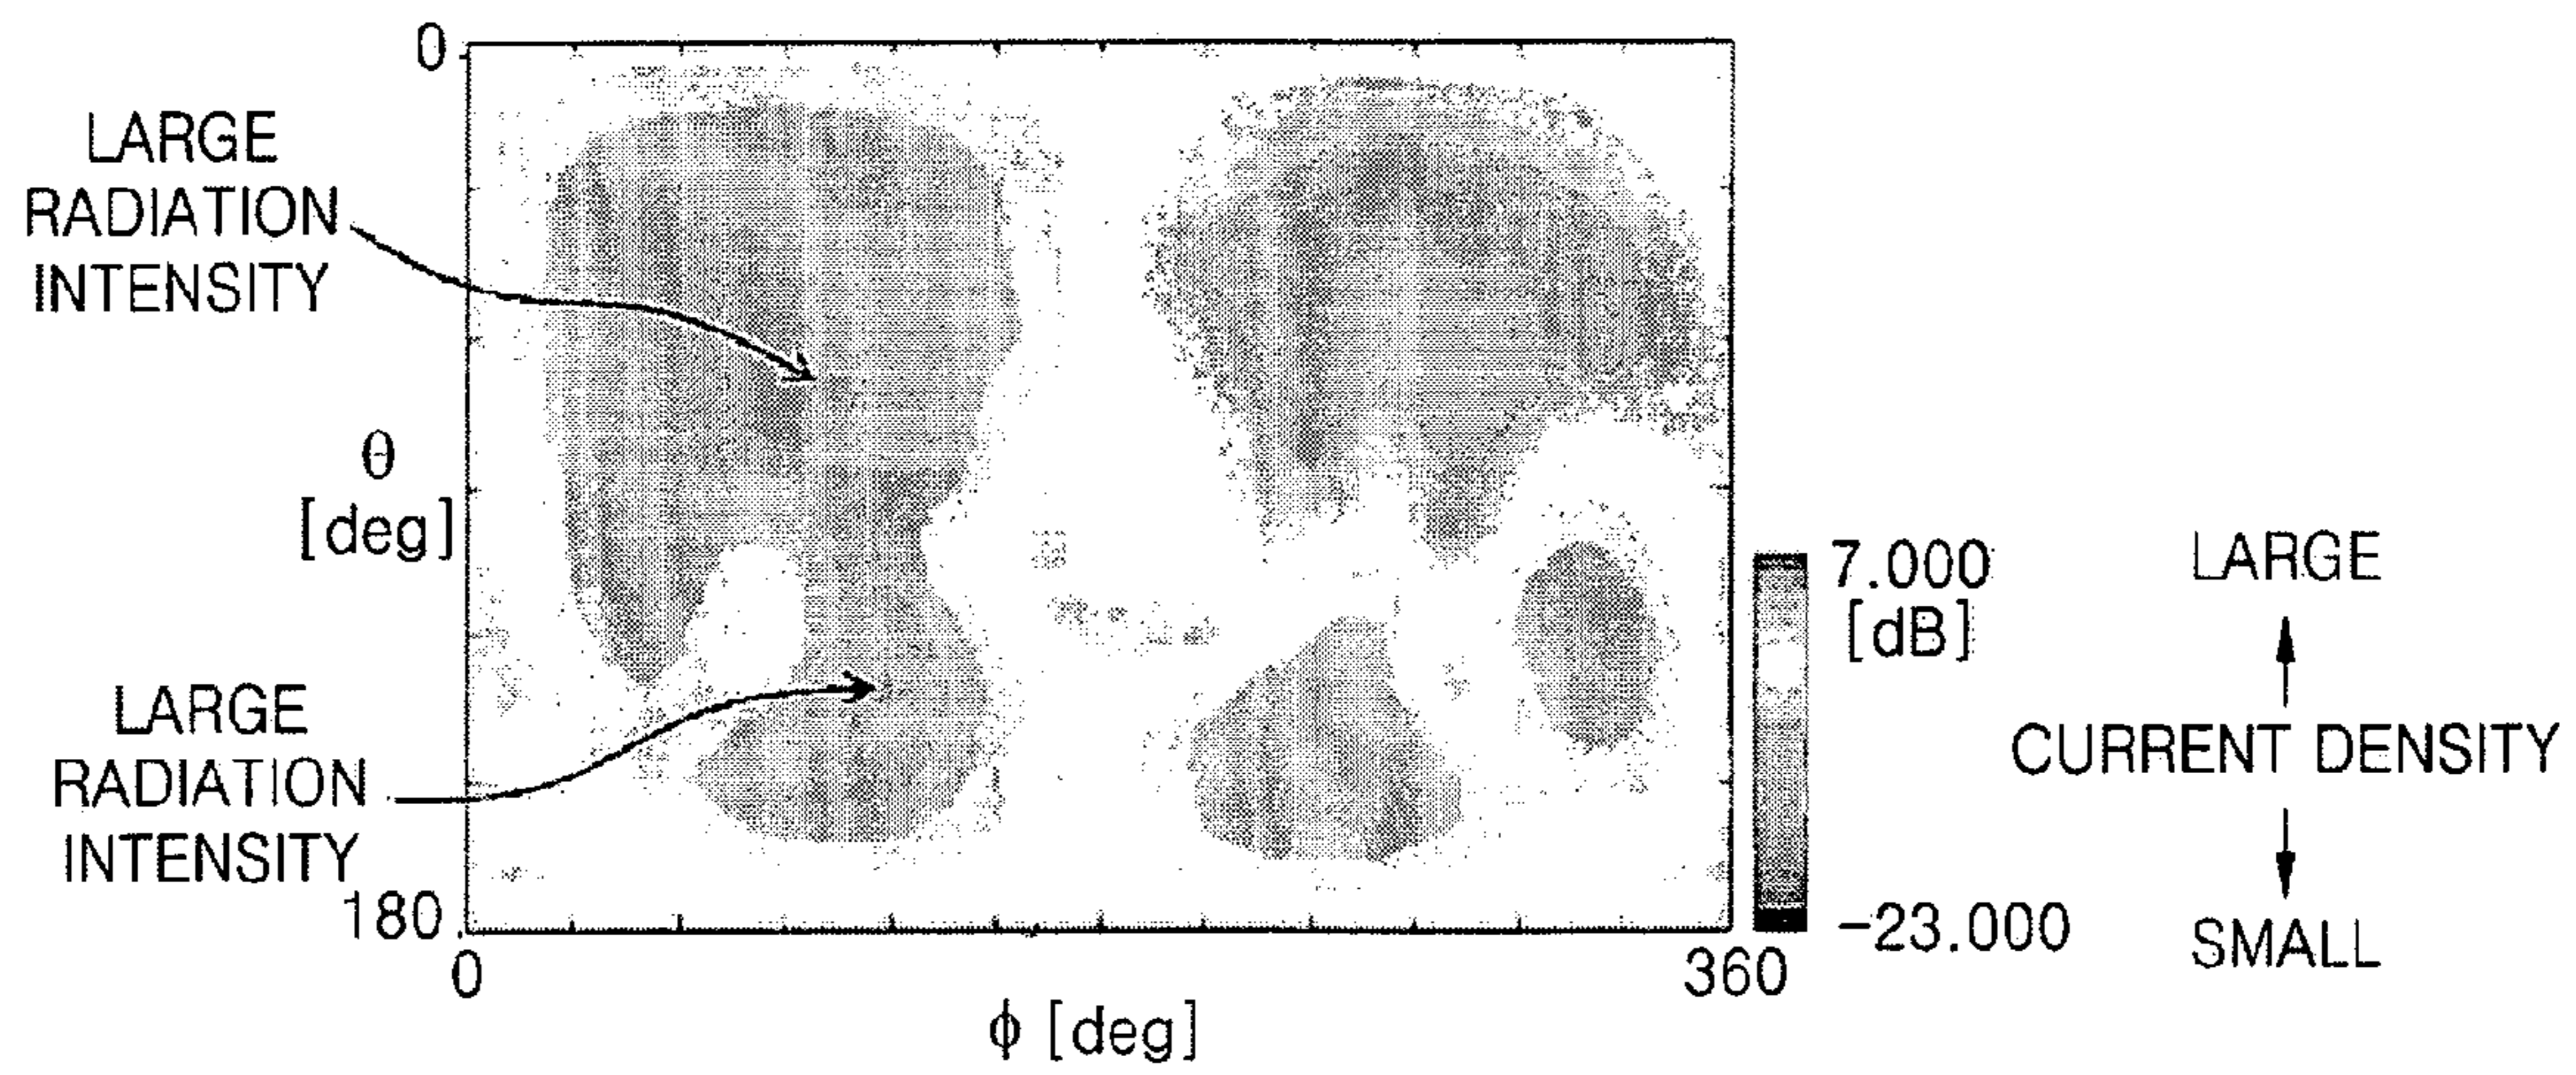 0
LARGE
RADIATION
INTENSITY
θ
[deg]
LARGE
RADIATION
INTENSITY
180
0
360
ϕ [deg]
7.000
[dB]
-23.000
LARGE
CURRENT DENSITY
SMALL